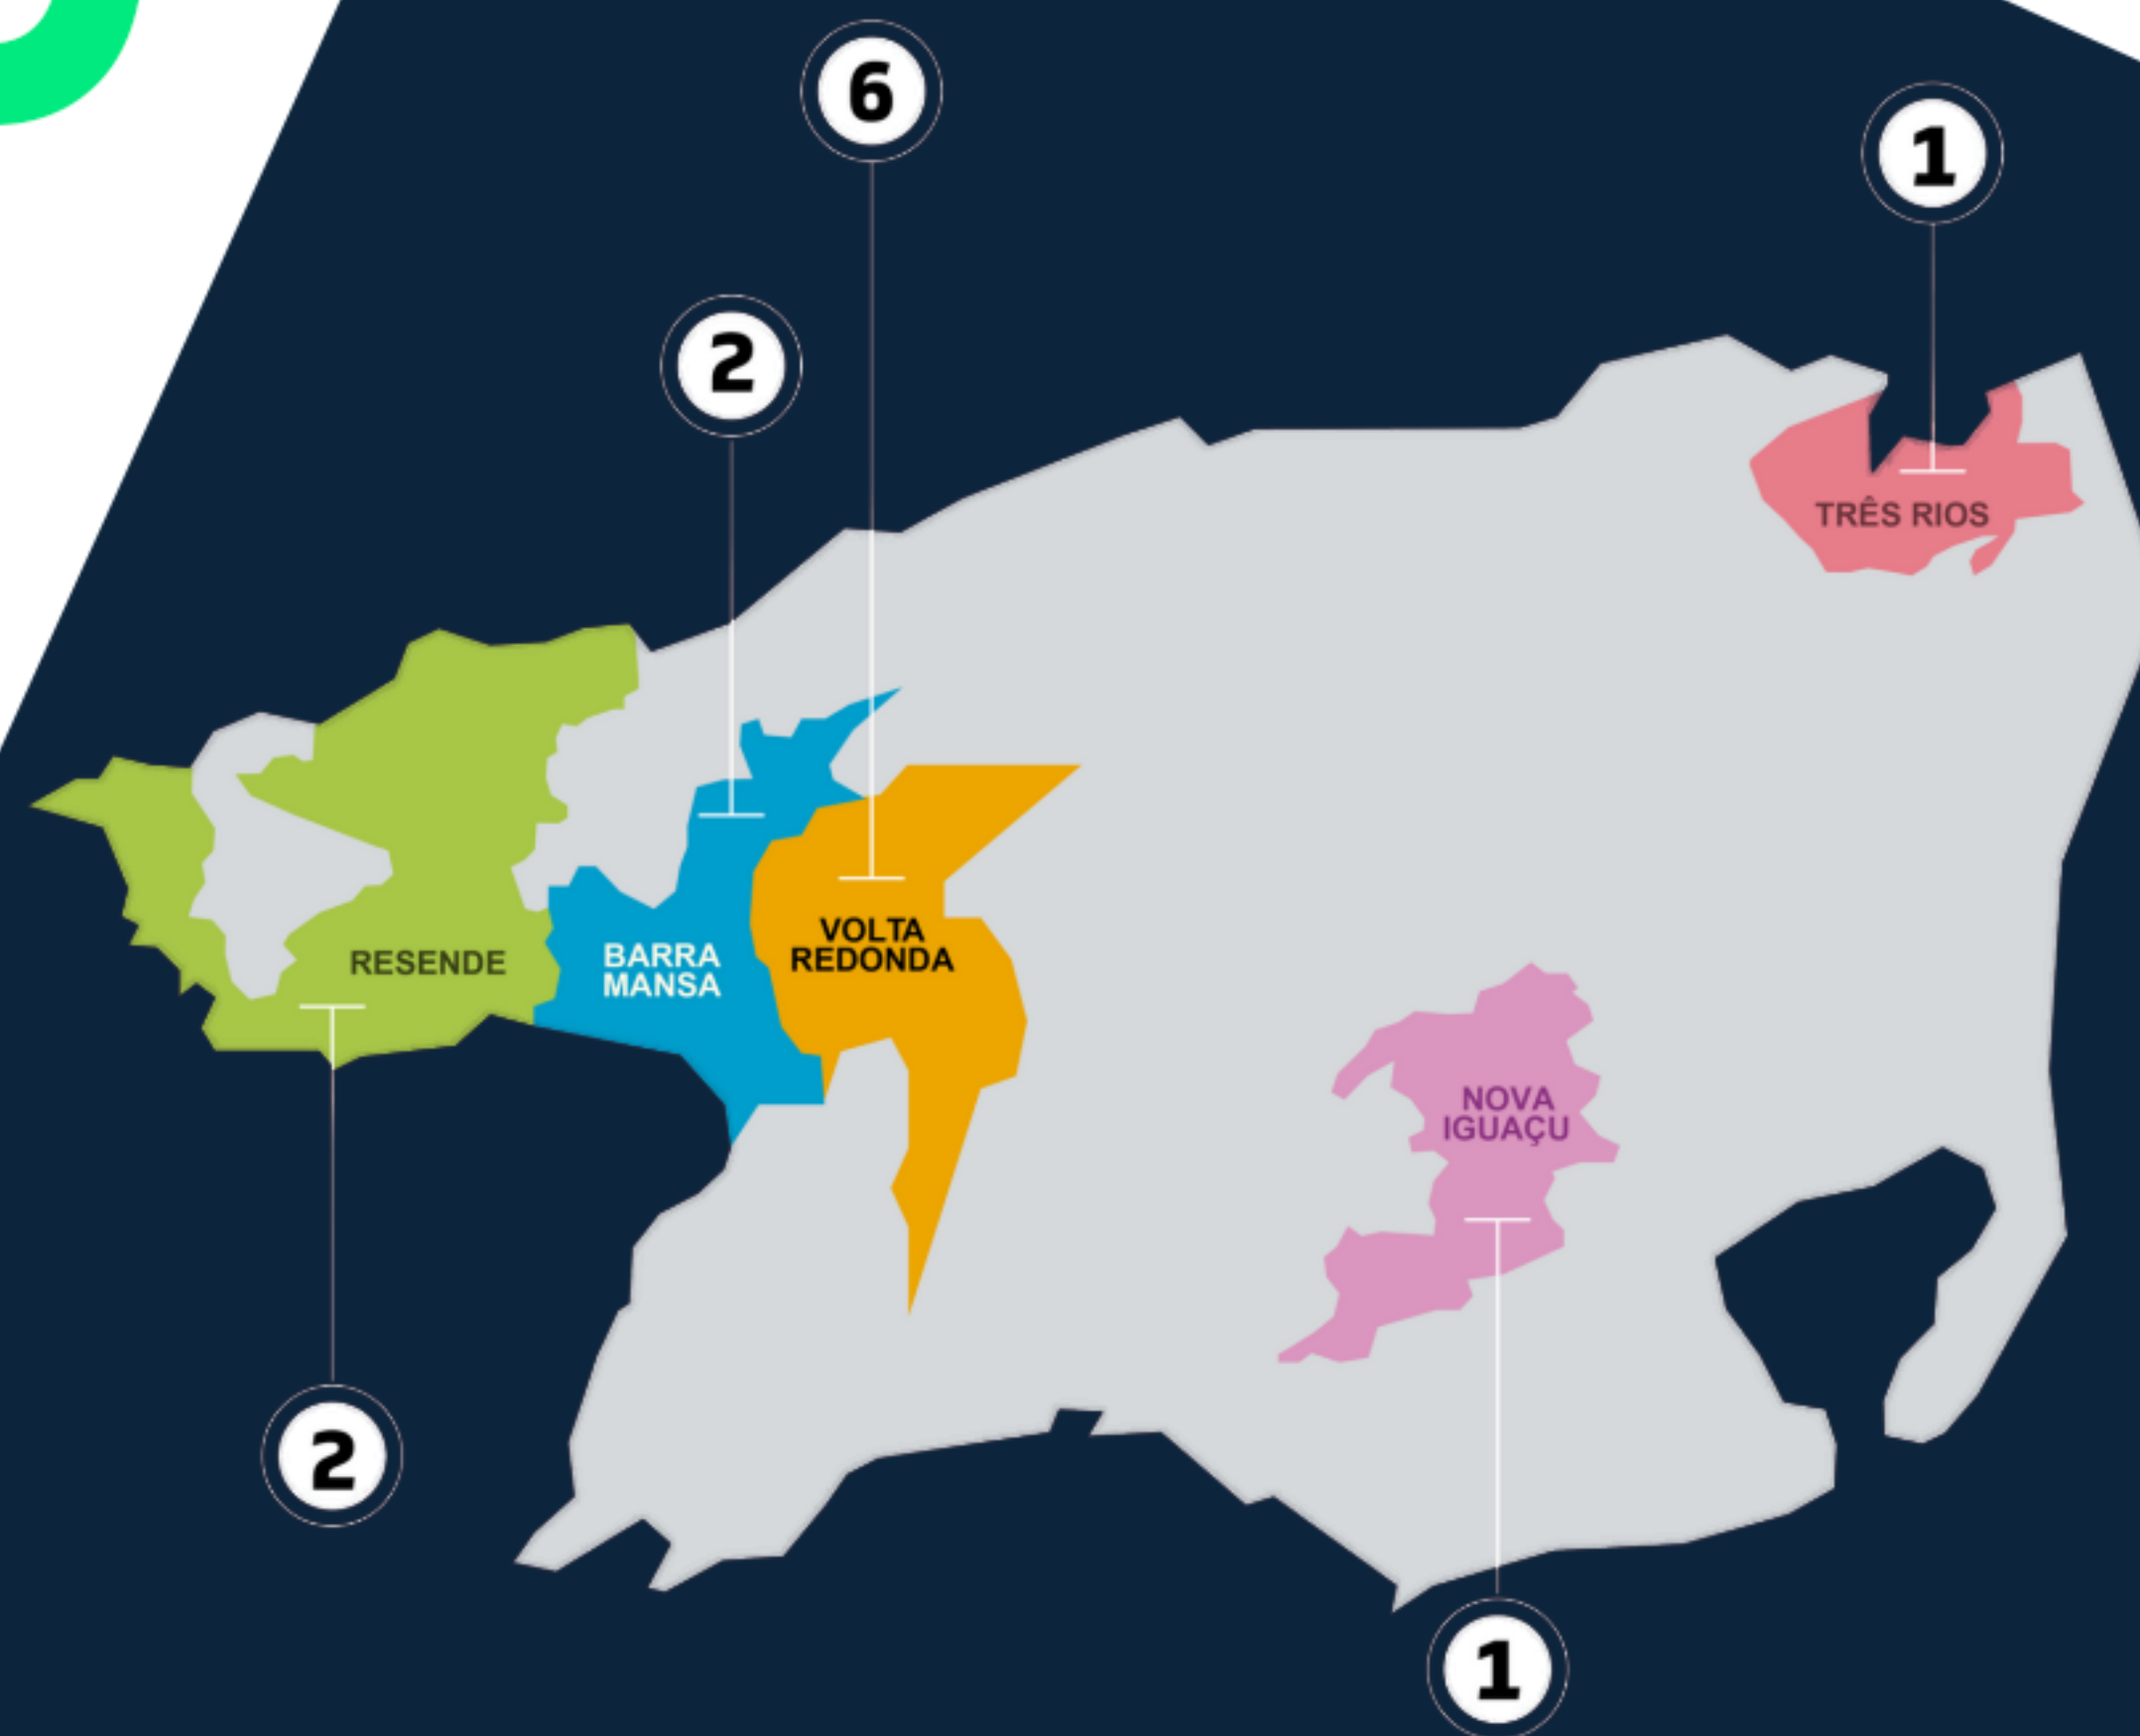 6
1
2
TRÊS RIOS
RESENDE
BARRA
MANSA
VOLTA
REDONDA
NOVA
IGUAÇU
2
1